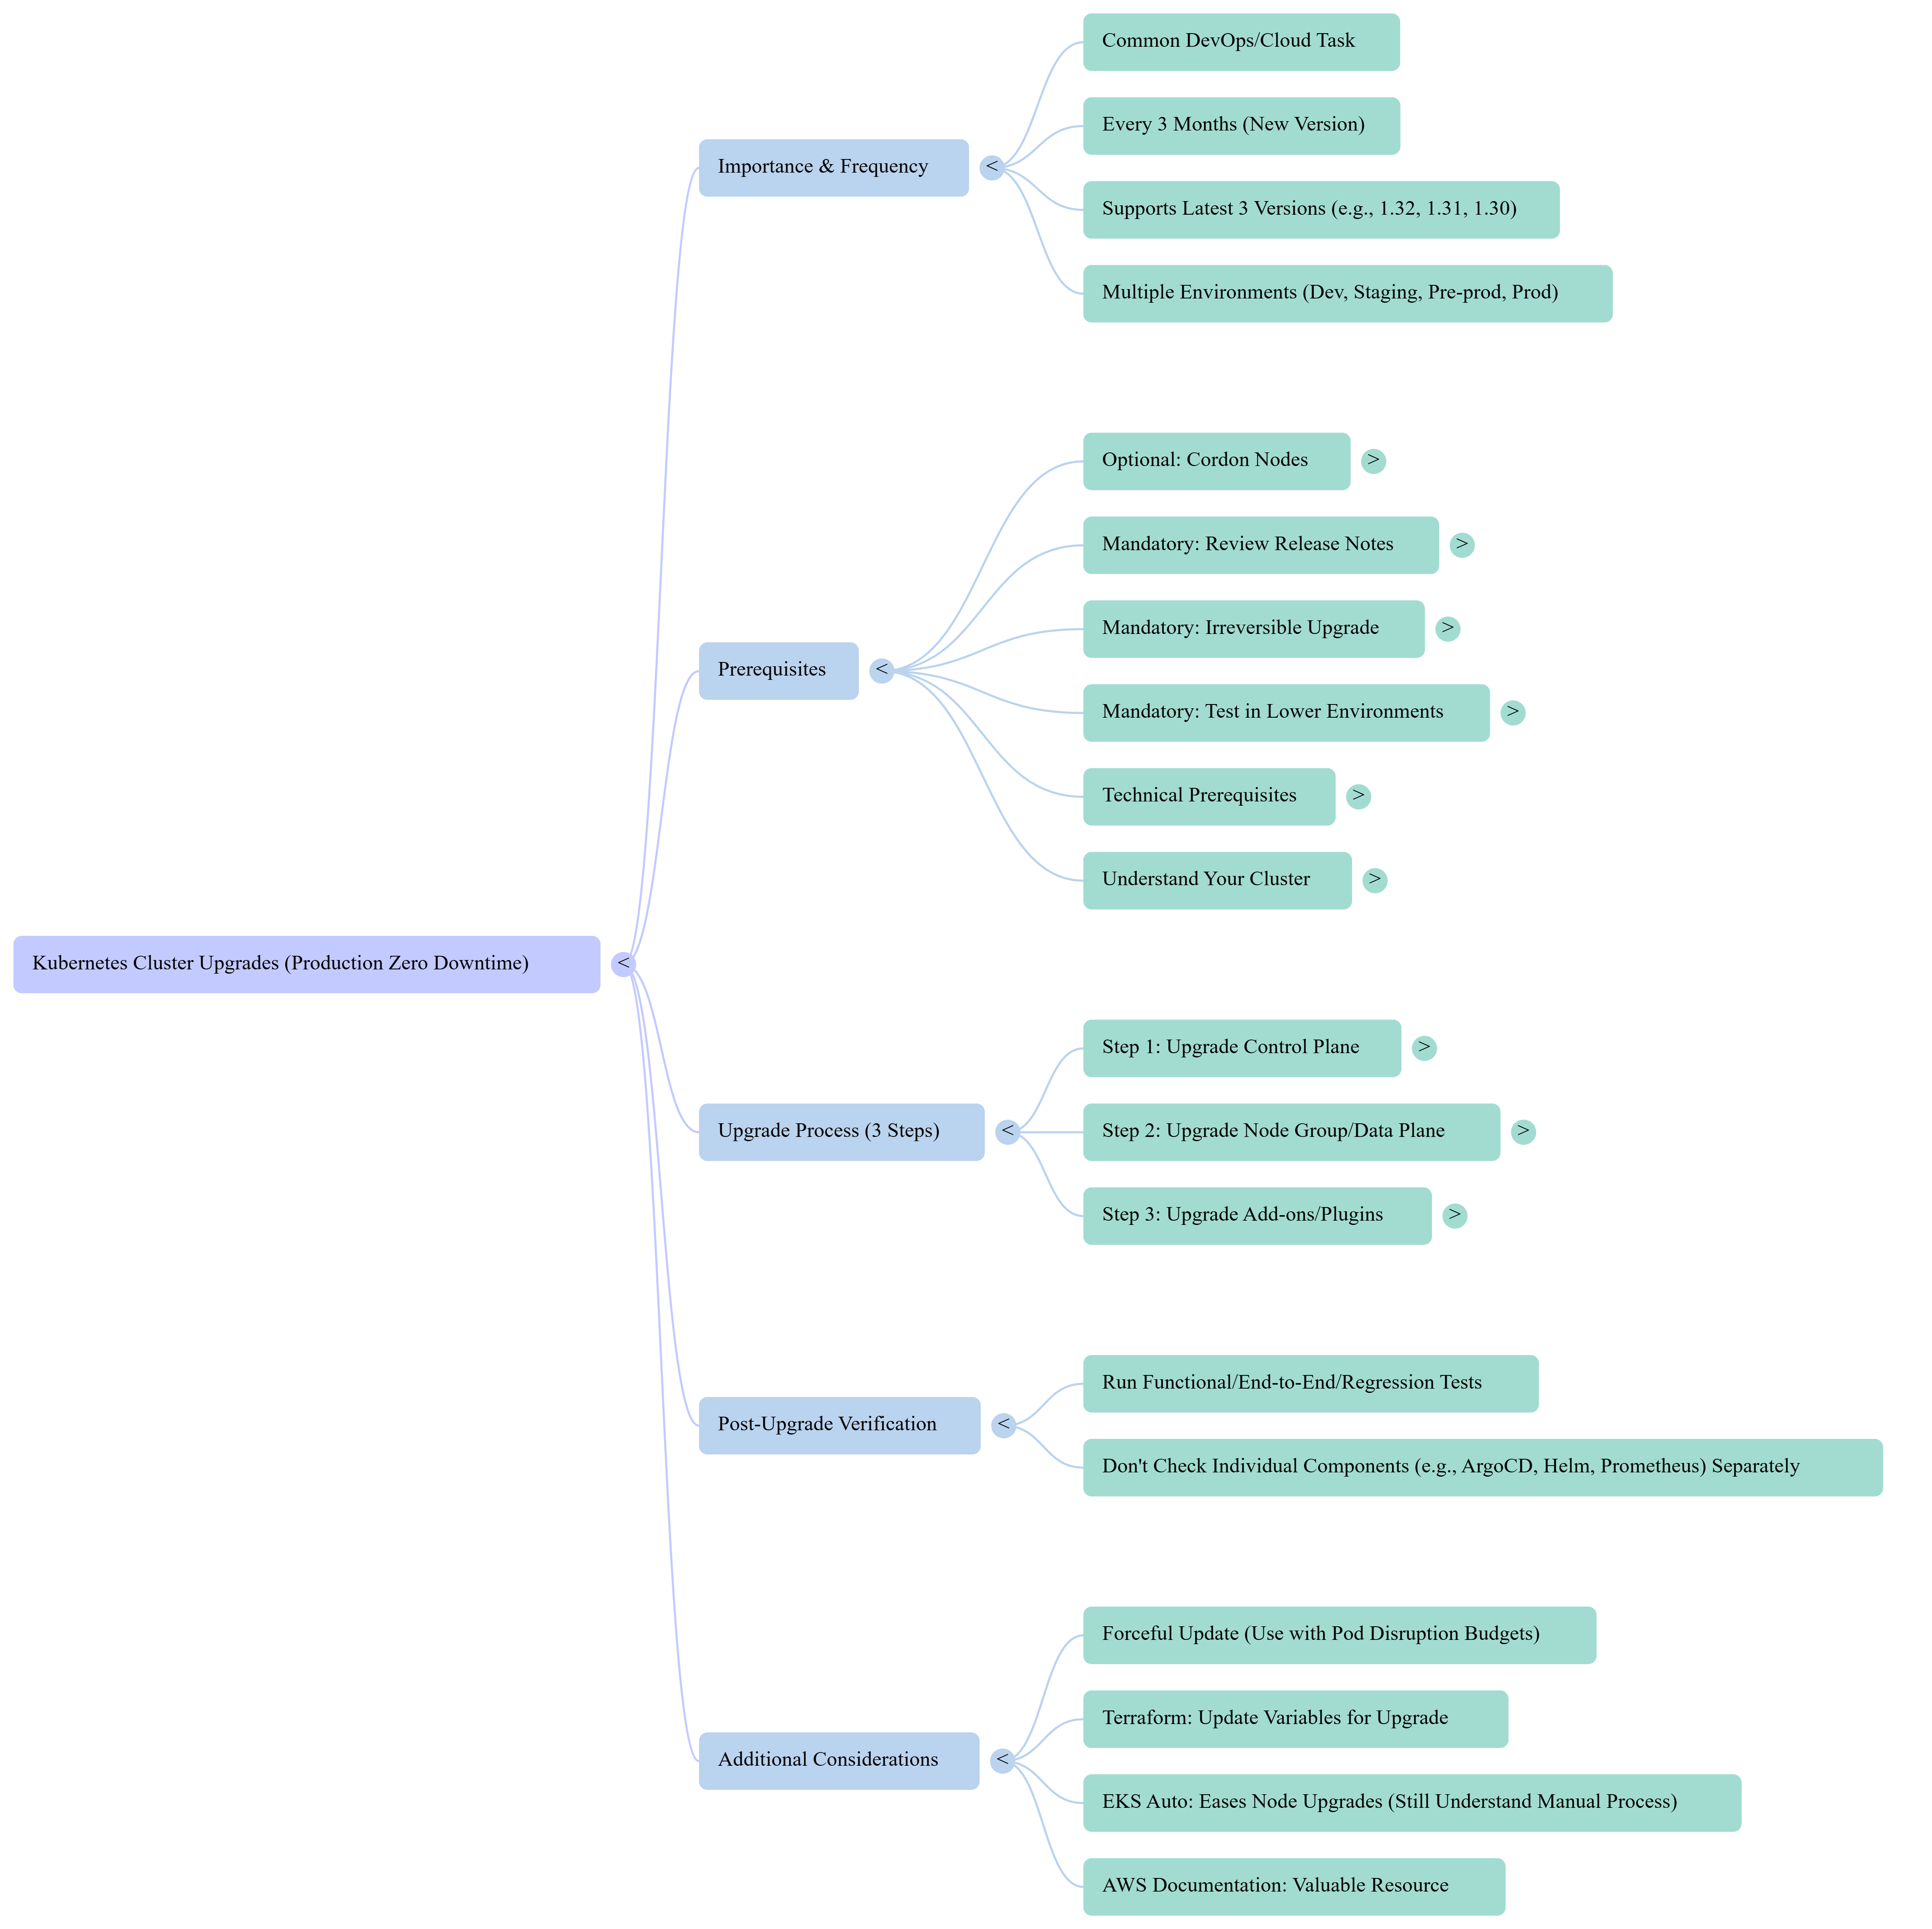 Kubernetes Cluster Upgrades (Production Zero Downtime)
<
Importance & Frequency
<
Common DevOps/Cloud Task
Every 3 Months (New Version)
Supports Latest 3 Versions (e.g., 1.32, 1.31, 1.30)
Multiple Environments (Dev, Staging, Pre-prod, Prod)
Prerequisites
<
Optional: Cordon Nodes
>
Mandatory: Review Release Notes
>
Mandatory: Irreversible Upgrade
>
Mandatory: Test in Lower Environments
>
Technical Prerequisites
>
Understand Your Cluster
>
Upgrade Process (3 Steps)
<
Step 1: Upgrade Control Plane
>
Step 2: Upgrade Node Group/Data Plane
>
Step 3: Upgrade Add-ons/Plugins
>
Post-Upgrade Verification
<
Run Functional/End-to-End/Regression Tests
Don't Check Individual Components (e.g., ArgoCD, Helm, Prometheus) Separately
Additional Considerations
<
Forceful Update (Use with Pod Disruption Budgets)
Terraform: Update Variables for Upgrade
EKS Auto: Eases Node Upgrades (Still Understand Manual Process)
AWS Documentation: Valuable Resource